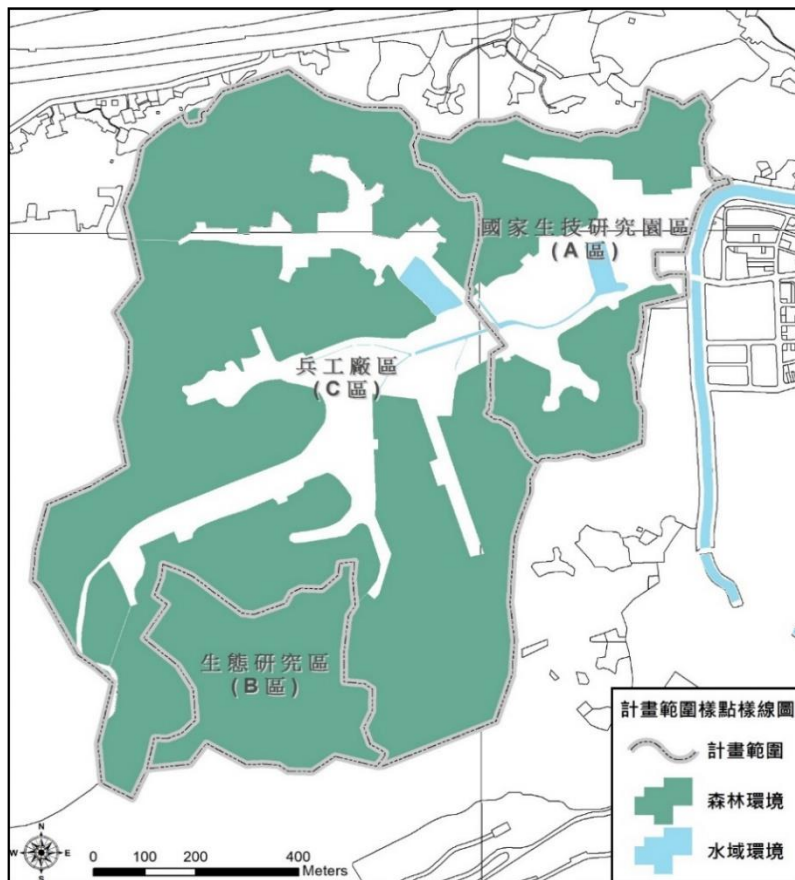 國家生技研究園區
(A區)
兵工廠區
(C區)
生態研究區
(B區)
計畫範圍樣點樣線圖
計畫範圍
森林環境
水域環境
N
W E
S
0 100 200 400
Meters